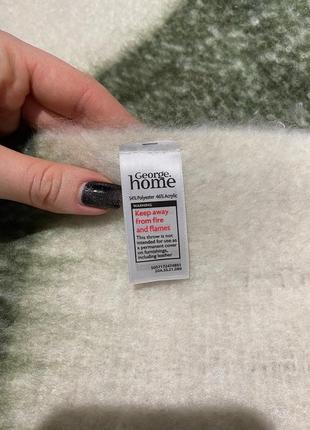 George.
home
54% Polyester 46% Acrylic
WARNING
Keep away
from fire
and flames
This throw is not
intended for use as
a permanent cover
on furnishings,
including leather